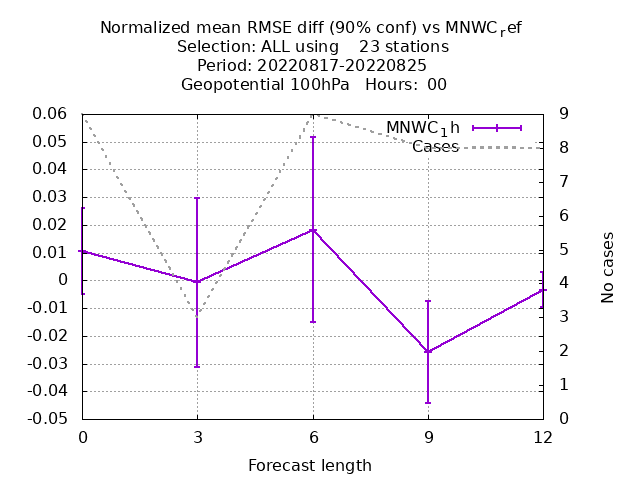 Normalized mean RMSE diff (90% conf) vs MNWC_ref
Selection: ALL using    23 stations
Period: 20220817-20220825
Geopotential 100hPa   Hours:  00
MNWC_1h
Cases
0.06
0.05
0.04
0.03
0.02
0.01
0
-0.01
-0.02
-0.03
-0.04
-0.05
9
8
7
6
5
4
3
2
1
0
No cases
0 3 6 9 12
Forecast length